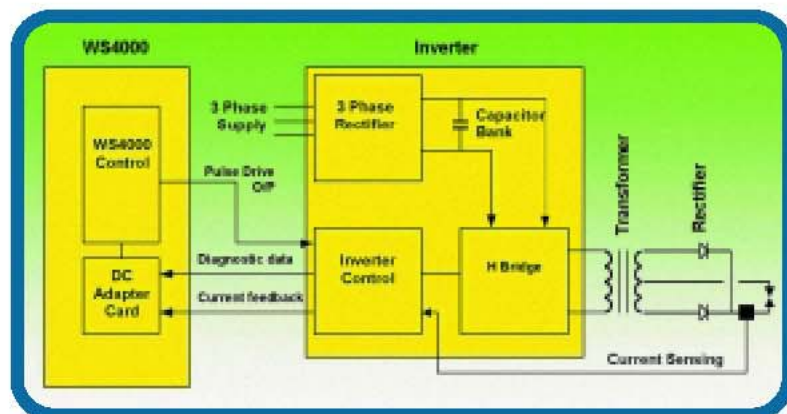 WS4000
Inverter
3 Phase
Supply
3 Phase
Rectifier
Capacitor
Bank
WS4000
Control
Pulse Drive
O/P
Transformer
Rectifier
Diagnostic data
Inverter
Control
H Bridge
DC
Adapter
Card
Current feedback
Current Sensing